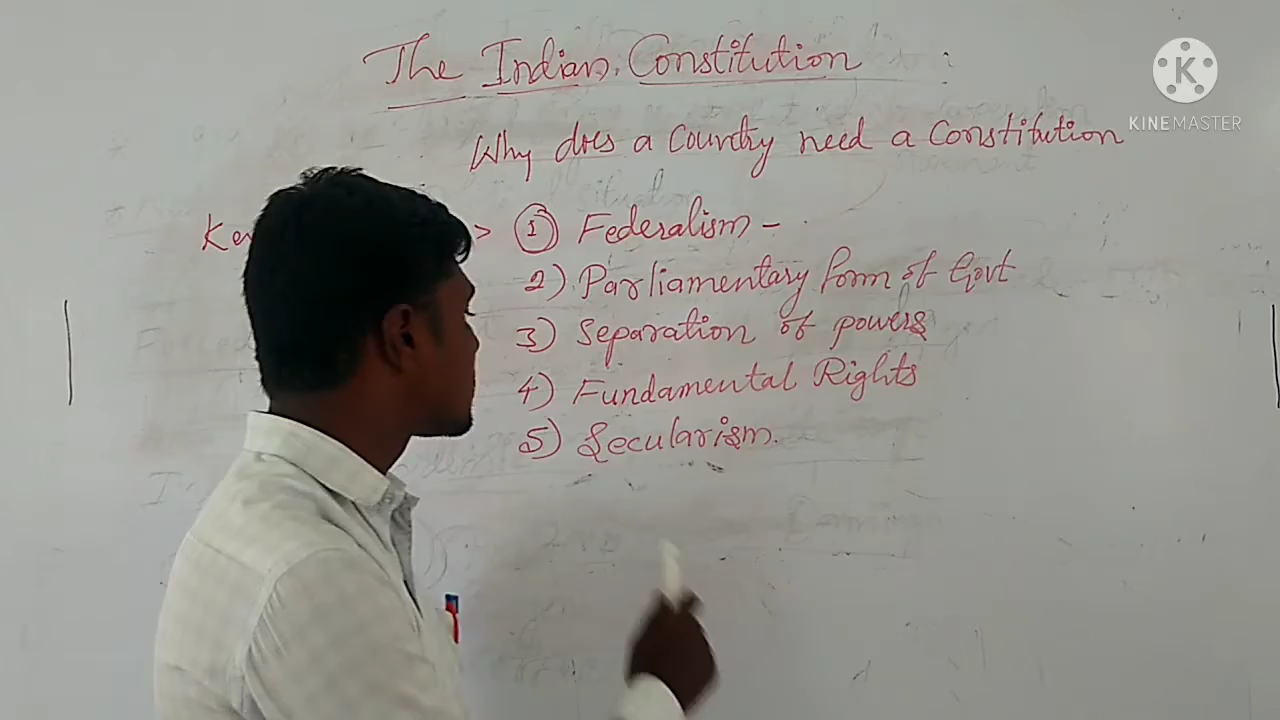 The Indian Constitution :
K
KINEMASTER
Why does a Country need a Constitution
Ke > 1 Federalism -
2) Parliamentary form of Govt
3) Separation of powers
4) Fundamental Rights
5) Secularism.